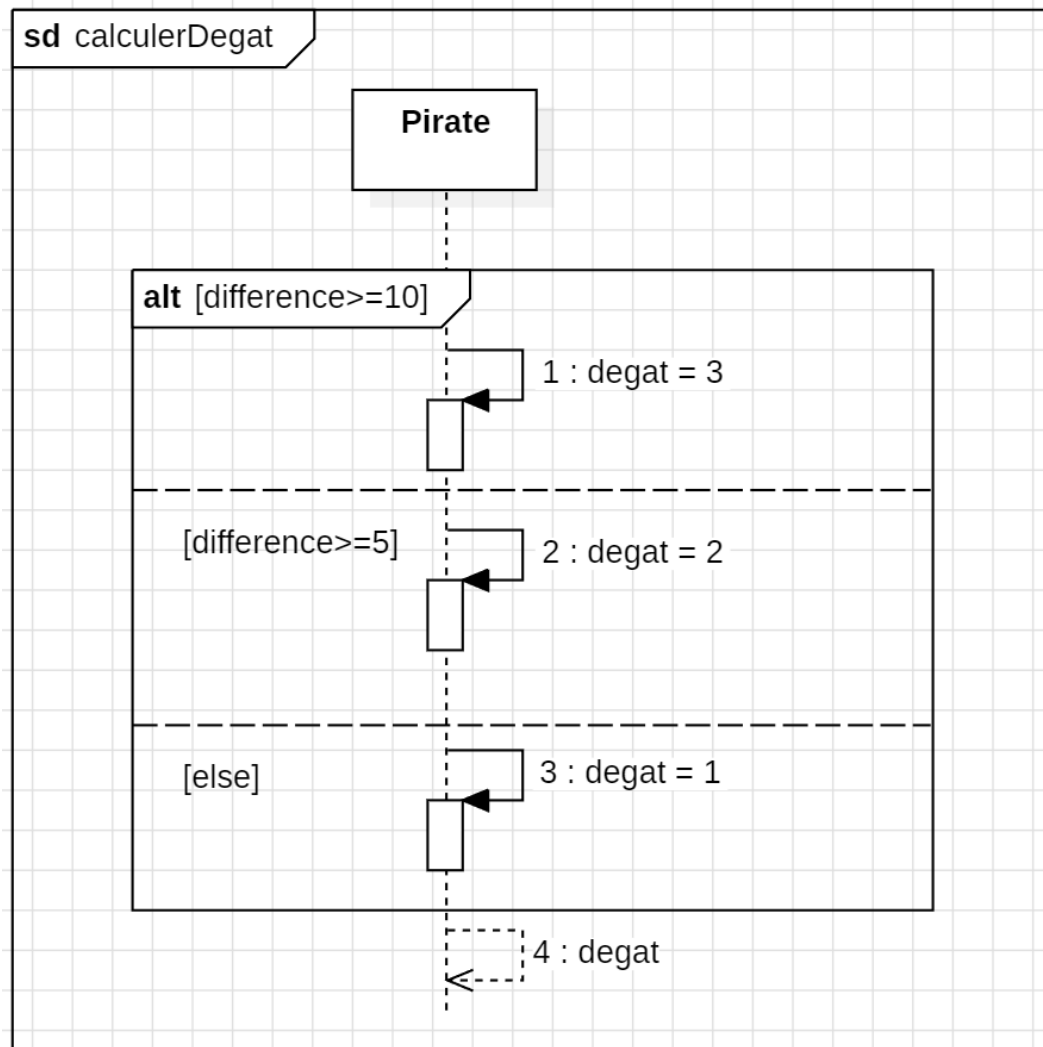 sd calculerDegat
Pirate
alt [difference>=10]
1 : degat = 3
[difference>=5]
2 : degat = 2
[else]
3 : degat = 1
4 : degat